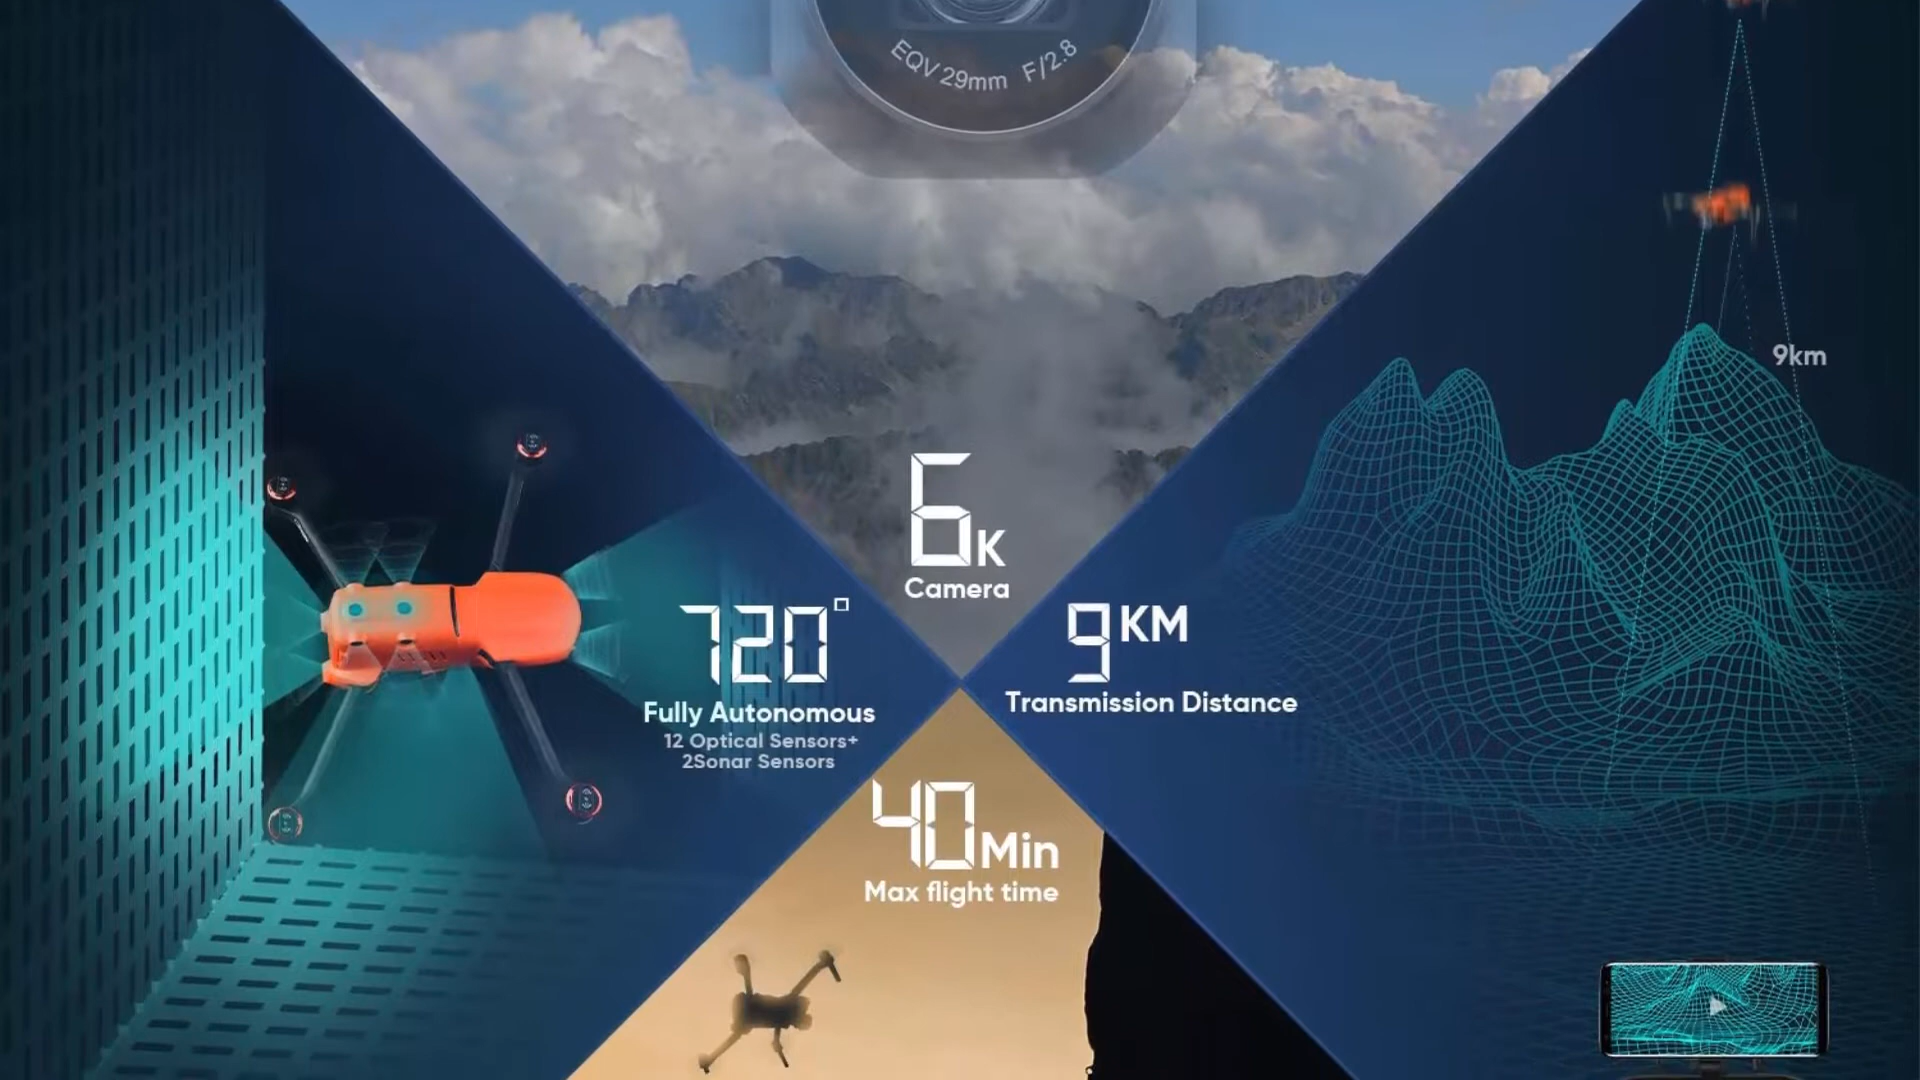 EQV 29mm F/2.8
9km
6K
Camera
720°
Fully Autonomous
12 Optical Sensors+
2Sonar Sensors
9KM
Transmission Distance
40Min
Max flight time